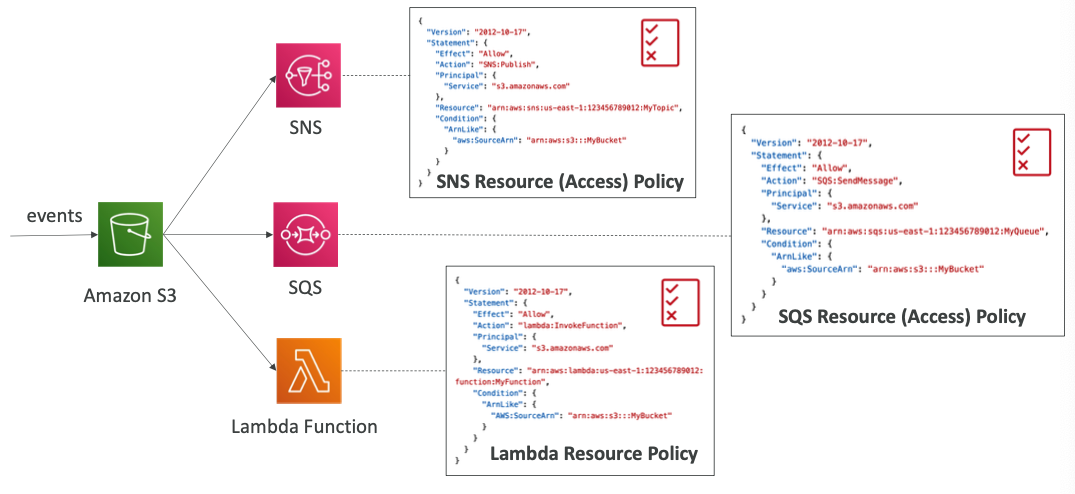 {
"Version": "2012-10-17",
"Statement": {
"Effect": "Allow",
"Action": "SNS:Publish",
"Principal": {
"Service": "s3.amazonaws.com"
},
"Resource": "arn:aws:sns:us-east-1:123456789012:MyTopic",
"Condition": {
"ArnLike": {
"aws:SourceArn": "arn:aws:s3:::MyBucket"
}
}
}
}
SNS Resource (Access) Policy
SNS
{
"Version": "2012-10-17",
"Statement": {
"Effect": "Allow",
"Action": "SQS:SendMessage",
"Principal": {
"Service": "s3.amazonaws.com"
},
"Resource": "arn:aws:sqs:us-east-1:123456789012:MyQueue",
"Condition": {
"ArnLike": {
"aws:SourceArn": "arn:aws:s3:::MyBucket"
}
}
}
}
SQS Resource (Access) Policy
events
Amazon S3
SQS
{
"Version": "2012-10-17",
"Statement": {
"Effect": "Allow",
"Action": "lambda:InvokeFunction",
"Principal": {
"Service": "s3.amazonaws.com"
},
"Resource": "arn:aws:lambda:us-east-1:123456789012:
function:MyFunction",
"Condition": {
"ArnLike": {
"AWS:SourceArn": "arn:aws:s3:::MyBucket"
}
}
}
}
Lambda Resource Policy
Lambda Function